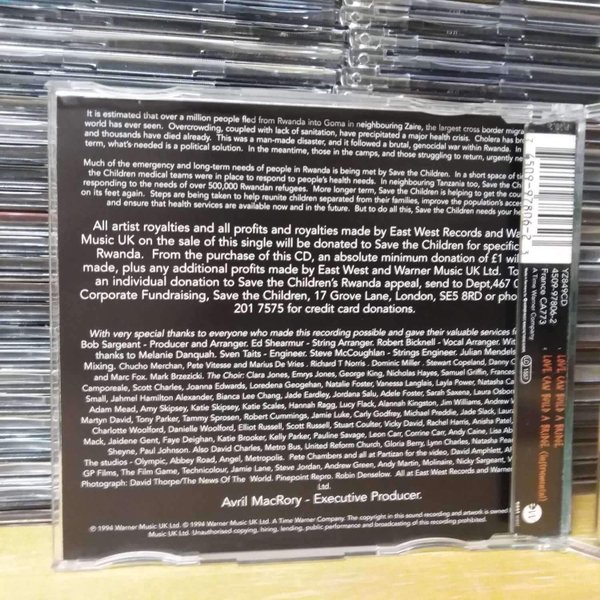 It is estimated that over a million people fled from Rwanda into Goma in neighbouring Zaire, the largest cross border migra
world has ever seen. Overcrowding, coupled with lack of sanitation, have precipitated a major health crisis. Cholera has br
and thousands have died already. This was a man-made disaster, and it followed a brutal, genocidal war within Rwanda. In
term, what's needed is a political solution. In the meantime, those in the camps, and those struggling to return, urgently ne
Much of the emergency and long-term needs of people in Rwanda is being met by Save the Children. In a short space of ti
the Children medical teams were in place to respond to people's health needs. In neighbouring Tanzania too, Save the Ch
responding to the needs of over 500,000 Rwandan refugees. More longer term, Save the Children is helping to get the cou
on its feet again. Steps are being taken to help reunite children separated from their families, improve the population's acces
and ensure that health services are available now and in the future. But to do all this, Save the Children needs your he
All artist royalties and all profits and royalties made by East West Records and Wa
Music UK on the sale of this single will be donated to Save the Children for specific
Rwanda. From the purchase of this CD, an absolute minimum donation of £1 wil
made, plus any additional profits made by East West and Warner Music UK Ltd. To
an individual donation to Save the Children's Rwanda appeal, send to Dept,467 C
Corporate Fundraising, Save the Children, 17 Grove Lane, London, SE5 8RD or pho
201 7575 for credit card donations.
With very special thanks to everyone who made this recording possible and gave their valuable services for
Bob Sargeant - Producer and Arranger. Ed Shearmur - String Arranger. Robert Bicknell - Vocal Arranger. Wit
thanks to Melanie Danquah. Sven Taits - Engineer. Steve McCoughlan - Strings Engineer. Julian Mendels
Mixing. Chucho Merchan, Pete Vitesse and Marius De Vries. Richard T Norris. Dominic Miller. Stewart Copeland, Danny C
and Marc Fox. Mark Brzezicki. The Choir: Clara Jones, Emrys Jones, George King, Nicholas Hayes, Samuel Griffin, Frances
Camporeale, Scott Charles, Joanna Edwards, Loredena Geogehan, Natalie Foster, Vanessa Langlais, Layla Power, Natasha Ca
Small, Jahmel Hamilton Alexander, Bianca Lee Chang, Jade Eardley, Jordana Salu, Adele Foster, Sarah Saxena, Laura Osborn
Adam Mead, Amy Skipsey, Katie Skipsey, Katie Scales, Hannah Ragg, Lucy Flack, Alannah Kingston, Jim Williams, Andrew
Martyn David, Tony Parker, Tammy Sprosen, Robert Cummings, Jamie Luke, Carly Godfrey, Michael Preddie, Jade Slack, Laura
Charlotte Woolford, Danielle Woolford, Elliot Russell, Scott Russell, Stuart Coulter, Vicky David, Rachel Harris, Anisha Patel,
Mack, Jaidene Gent, Faye Deighan, Katie Brooker, Kelly Parker, Pauline Savage, Leon Carr, Corrine Carr, Andy Caine, Lisa Ab
Sheyne, Paul Johnson. Also David Charles, Metro Bus, United Reform Church, Gloria Berry, Lynn Charles, Natasha Pear
The studios - Olympic, Abbey Road, Angel, Metropolis. Pete Chambers and all at Partizan for the video, David Amphlett, Al
GP Films, The Film Game, Technicolour, Jamie Lane, Steve Jordan, Andrew Green, Andy Martin, Molinaire, Nicky Sargeant,
Photograph: David Thorpe/The News Of The World. Pinepoint Repro. Robin Denselow. All at East West Records and Warner
Ltd.
Avril MacRory - Executive Producer.
℗ 1994 Warner Music UK Ltd. © 1994 Warner Music UK Ltd. A Time Warner Company. The copyright in this sound recording and artwork is owned
Music UK Ltd. Unauthorised copying, hiring, lending, public performance and broadcasting of this recording prohibited.
YZ849CD
4509-97806-2
France CA773
A Time Warner Company
1. LOVE CAN BUILD A BRIDGE
2. LOVE CAN BUILD A BRIDGE (instrumental)